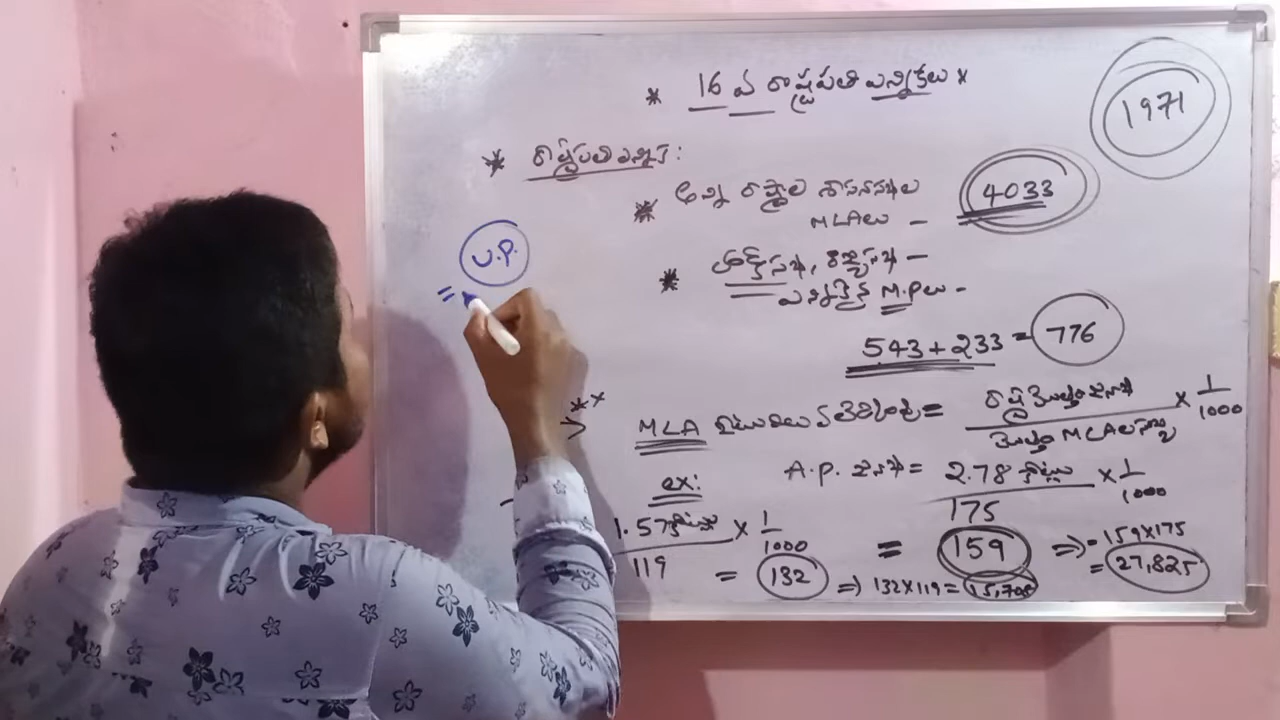 * 16 వ రాష్ట్రపతి ఎన్నికలు *
1971
* రాష్ట్రపతి ఎన్నిక :
* అన్ని రాష్ట్రాల శాసనసభల
MLAలు - 4033
U.P.
=
* లోక్ సభ, రాజ్యసభ -
ఎన్నికైన M.Pలు -
543 + 233 = 776
MLA ఓటు విలువ =
రాష్ట్ర మొత్తం జనాభా × 1/1000
మొత్తం MLAల సంఖ్య
ex:
A.P. జనాభా = 2.78 కోట్లు × 1/1000
175
= 159 => = 159×175
= 27,825
1.57 కోట్లు × 1/1000
119
= 132 => 132×119 =